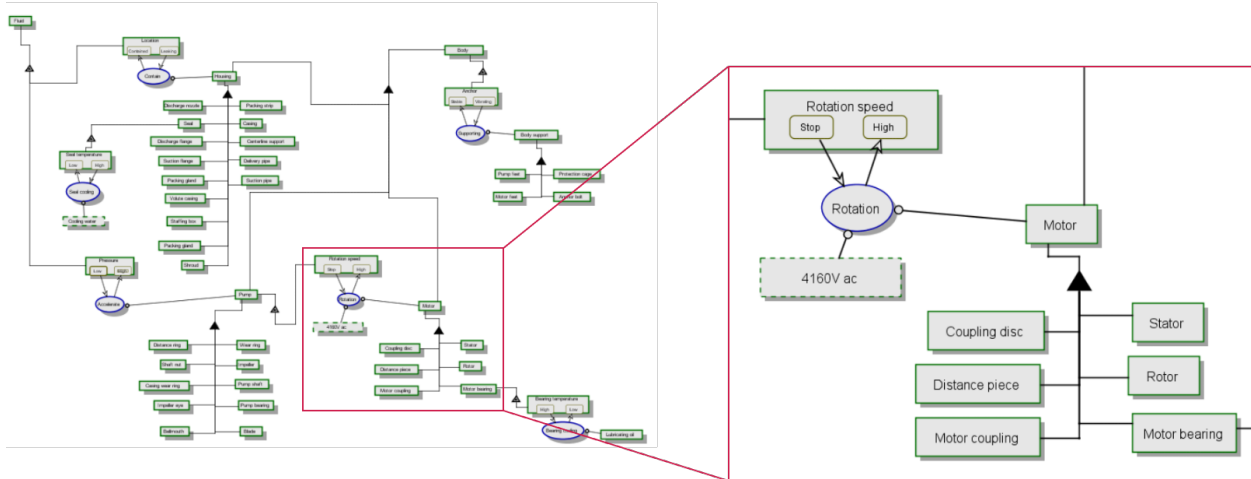 Fluid
Location
Contained
Leaking
Contain
Housing
Discharge nozzle
Packing strip
Seal
Casing
Discharge flange
Centerline support
Suction flange
Delivery pipe
Packing gland
Suction pipe
Volute casing
Stuffing box
Packing gland
Shroud
Seal temperature
Low
High
Seal cooling
Cooling water
Pressure
Low
Accelerate
Pump
Distance ring
Wear ring
Shaft nut
Impeller
Casing wear ring
Pump shaft
Impeller eye
Pump bearing
Bellmouth
Blade
Body
Anchor
Vibrating
Supporting
Body support
Pump feet
Protection cage
Motor feet
Anchor bolt
Rotation speed
Stop
High
Rotation
4160V ac
Motor
Coupling disc
Stator
Distance piece
Rotor
Motor coupling
Motor bearing
Bearing temperature
High
Low
Bearing cooling
Lubricating oil
Rotation speed
Stop
High
Rotation
Motor
4160V ac
Coupling disc
Stator
Distance piece
Rotor
Motor coupling
Motor bearing